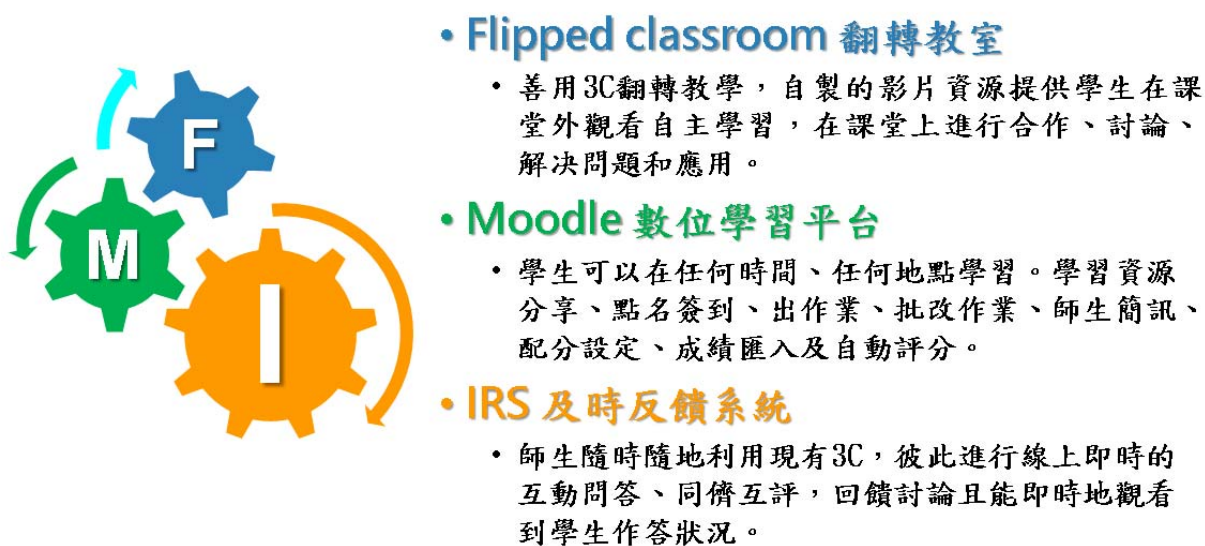 F
M
I
• Flipped classroom 翻轉教室
• 善用3C翻轉教學，自製的影片資源提供學生在課
堂外觀看自主學習，在課堂上進行合作、討論、
解決問題和應用。
• Moodle 數位學習平台
• 學生可以在任何時間、任何地點學習。學習資源
分享、點名簽到、出作業、批改作業、師生簡訊、
配分設定、成績匯入及自動評分。
• IRS 及時反饋系統
• 師生隨時隨地利用現有3C，彼此進行線上即時的
互動問答、同儕互評，回饋討論且能即時地觀看
到學生作答狀況。